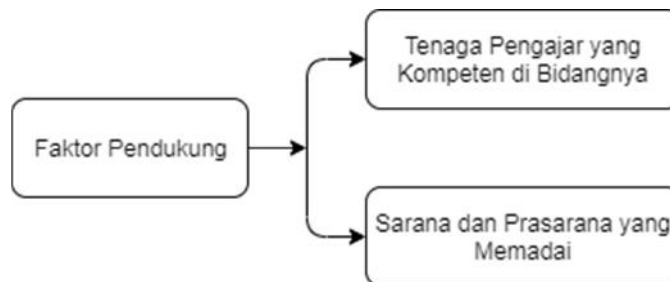 Tenaga Pengajar yang
Kompeten di Bidangnya
Faktor Pendukung
Sarana dan Prasarana yang
Memadai